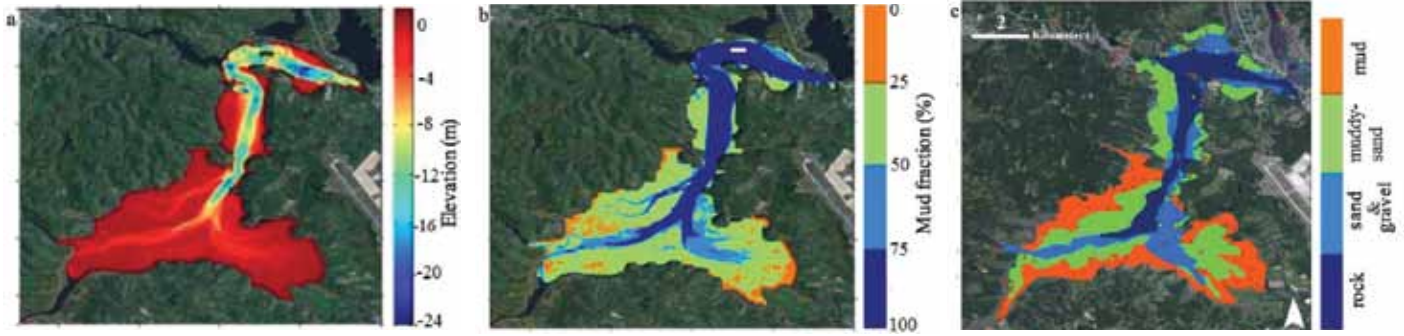 a
0
-4
-8
-12
-16
-20
-24
Elevation (m)
b
0
25
50
75
100
Mud fraction (%)
c
2
Kilometers
mud
muddy-
sand
sand
&
gravel
rock